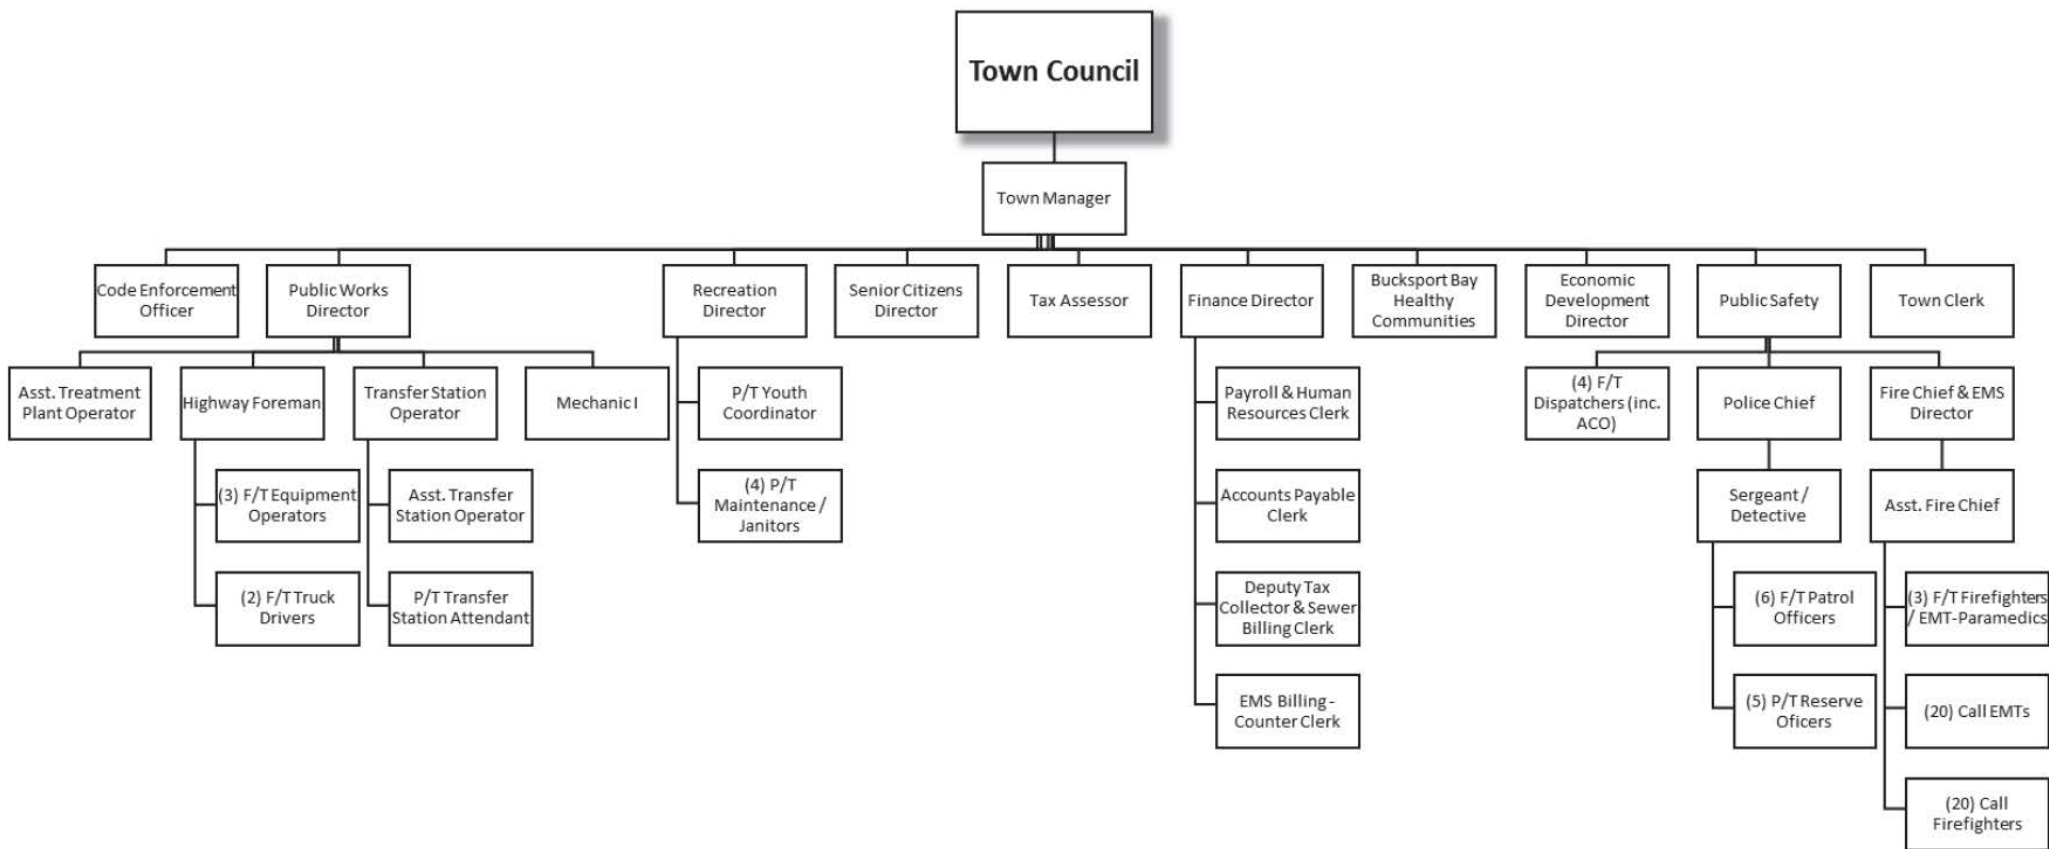 Town Council
Town Manager
Code Enforcement
Officer
Public Works
Director
Recreation
Director
Senior Citizens
Director
Tax Assessor
Finance Director
Bucksport Bay
Healthy
Communities
Economic
Development
Director
Public Safety
Town Clerk
Asst. Treatment
Plant Operator
Highway Foreman
Transfer Station
Operator
Mechanic I
P/T Youth
Coordinator
Payroll & Human
Resources Clerk
(4) F/T
Dispatchers (inc.
ACO)
Police Chief
Fire Chief & EMS
Director
(3) F/T Equipment
Operators
Asst. Transfer
Station Operator
(4) P/T
Maintenance /
Janitors
Accounts Payable
Clerk
Sergeant /
Detective
Asst. Fire Chief
(2) F/T Truck
Drivers
P/T Transfer
Station Attendant
Deputy Tax
Collector & Sewer
Billing Clerk
(6) F/T Patrol
Officers
(3) F/T Firefighters
/ EMT-Paramedics
EMS Billing -
Counter Clerk
(5) P/T Reserve
Oficers
(20) Call EMTs
(20) Call
Firefighters